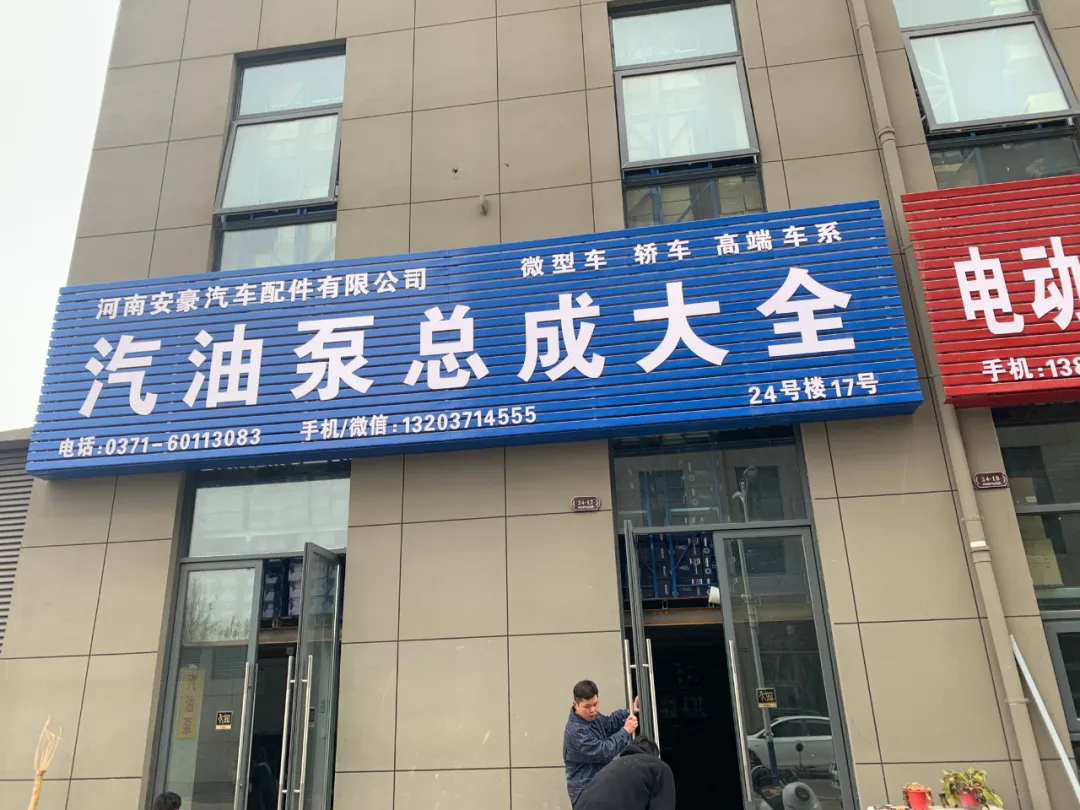 河南安豪汽车配件有限公司
微型车 轿车 高端车系
汽油泵总成大全
24号楼17号
电话:0371-60113083 手机/微信:13203714555
电动
手机:138
24-17
24-18
汽油泵